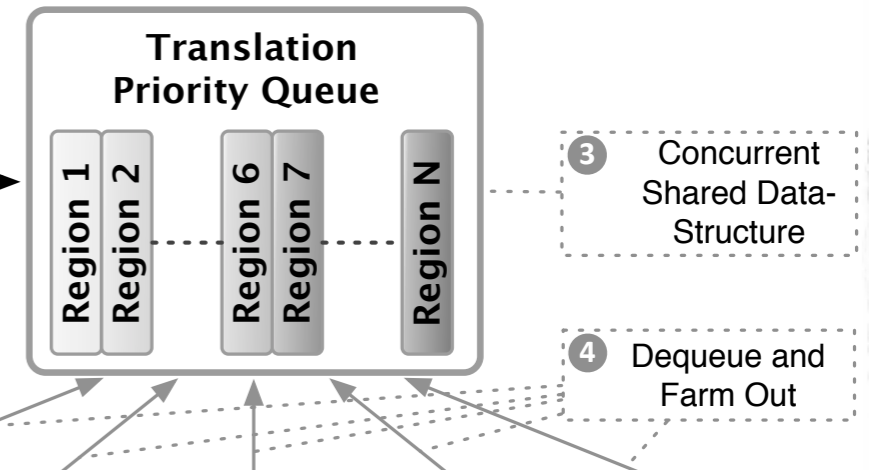 Translation
Priority Queue
Region 1
Region 2
Region 6
Region 7
Region N
3
Concurrent
Shared Data-
Structure
4
Dequeue and
Farm Out